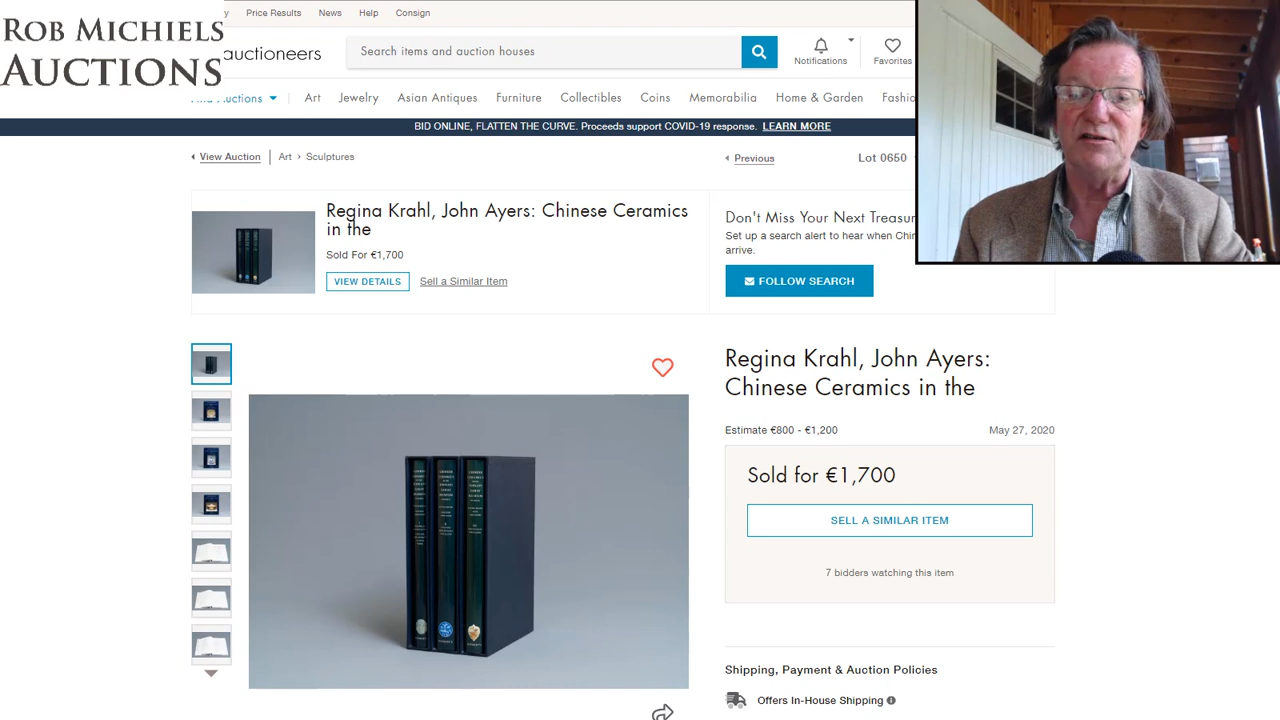 ROB MICHIELS
AUCTIONS
Price Results News Help Consign
auctioneers
Search items and auction houses
Notifications
Favorites
Find Auctions
Art Jewelry Asian Antiques Furniture Collectibles Coins Memorabilia Home & Garden Fashio
BID ONLINE, FLATTEN THE CURVE. Proceeds support COVID-19 response. LEARN MORE
View Auction Art › Sculptures
Previous Lot 0650
Regina Krahl, John Ayers: Chinese Ceramics
in the
Sold For €1,700
VIEW DETAILS Sell a Similar Item
Don't Miss Your Next Treasur
Set up a search alert to hear when Chin
arrive.
FOLLOW SEARCH
Regina Krahl, John Ayers:
Chinese Ceramics in the
Estimate €800 - €1,200 May 27, 2020
Sold for €1,700
SELL A SIMILAR ITEM
7 bidders watching this item
Shipping, Payment & Auction Policies
Offers In-House Shipping